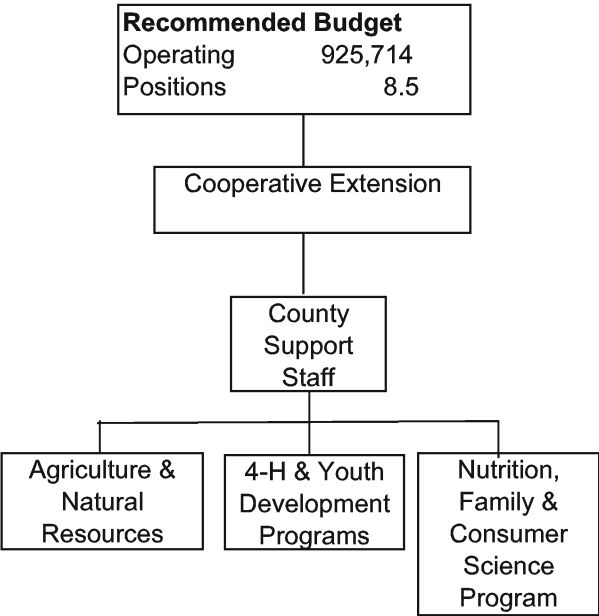 Recommended Budget
Operating 925,714
Positions 8.5
Cooperative Extension
County
Support
Staff
Agriculture &
Natural
Resources
4-H & Youth
Development
Programs
Nutrition,
Family &
Consumer
Science
Program